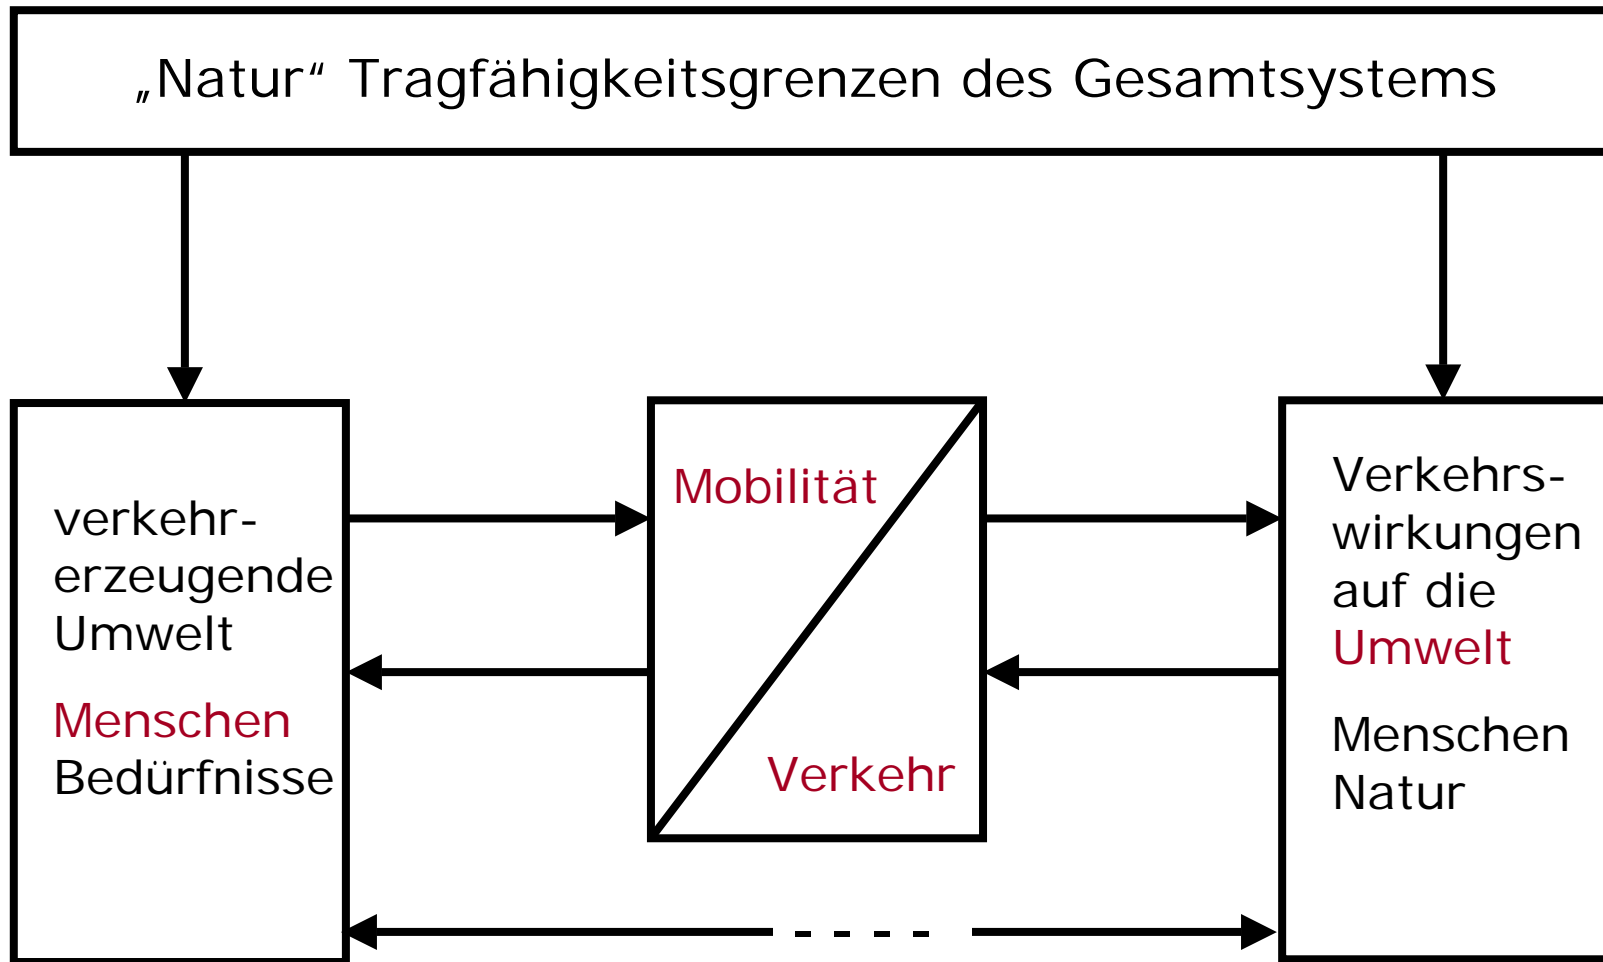 „Natur“ Tragfähigkeitsgrenzen des Gesamtsystems
verkehr-
erzeugende
Umwelt
Menschen
Bedürfnisse
Mobilität
Verkehr
Verkehrs-
wirkungen
auf die
Umwelt
Menschen
Natur